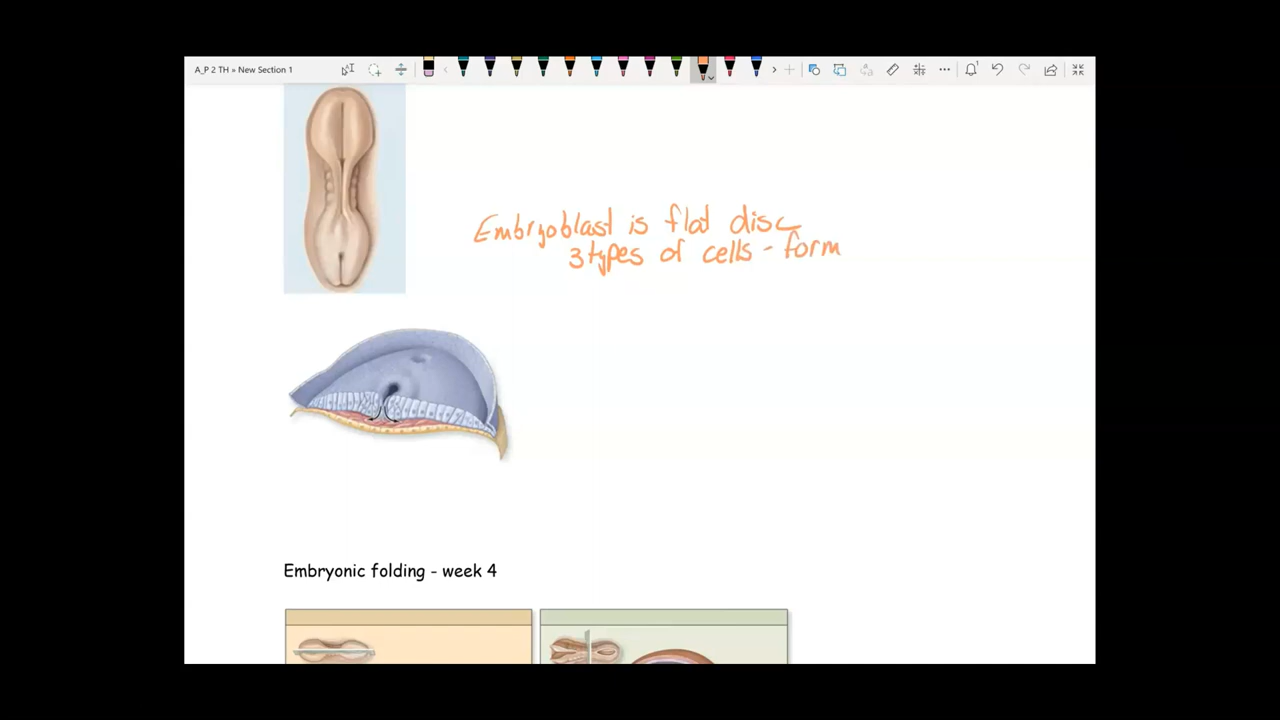 A_P 2 TH » New Section 1
Embryoblast is flat disc
3 types of cells - form
Embryonic folding - week 4